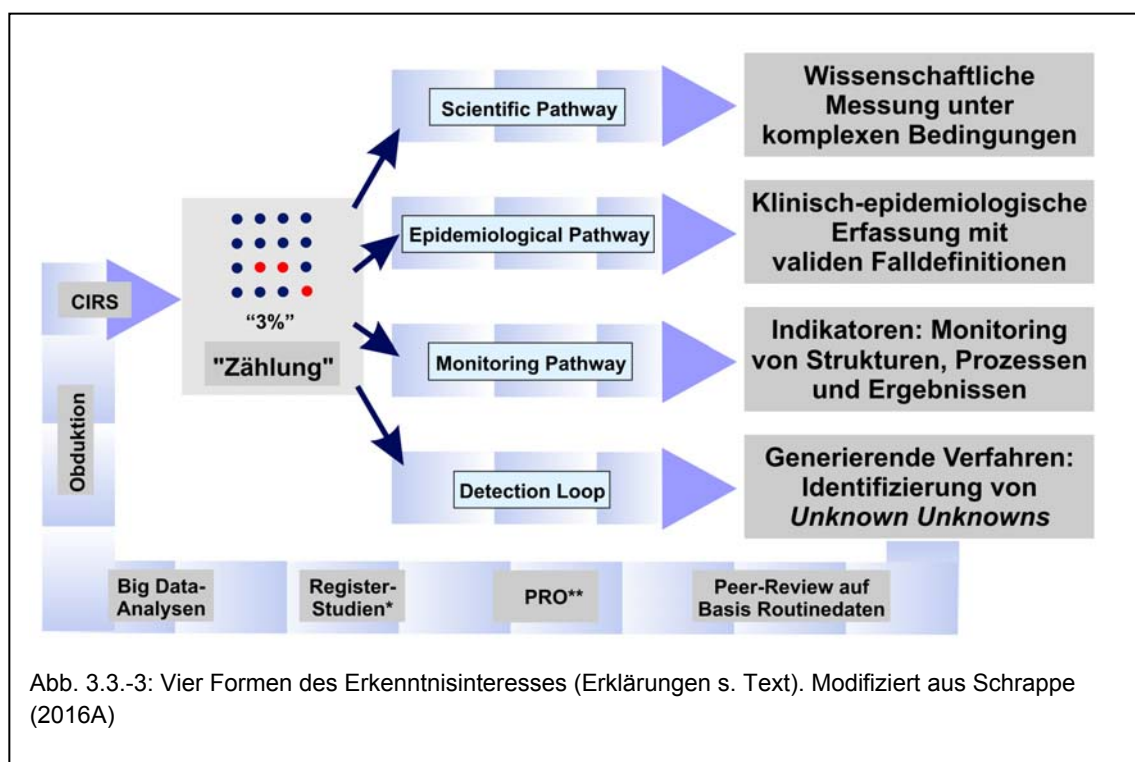 Scientific Pathway
Wissenschaftliche
Messung unter
komplexen Bedingungen
Epidemiological Pathway
Klinisch-epidemiologische
Erfassung mit
validen Falldefinitionen
CIRS
“3%”
"Zählung"
Monitoring Pathway
Indikatoren: Monitoring
von Strukturen, Prozessen
und Ergebnissen
Obduktion
Detection Loop
Generierende Verfahren:
Identifizierung von
Unknown Unknowns
Big Data-
Analysen
Register-
Studien*
PRO**
Peer-Review auf
Basis Routinedaten
Abb. 3.3.-3: Vier Formen des Erkenntnisinteresses (Erklärungen s. Text). Modifiziert aus Schrappe
(2016A)